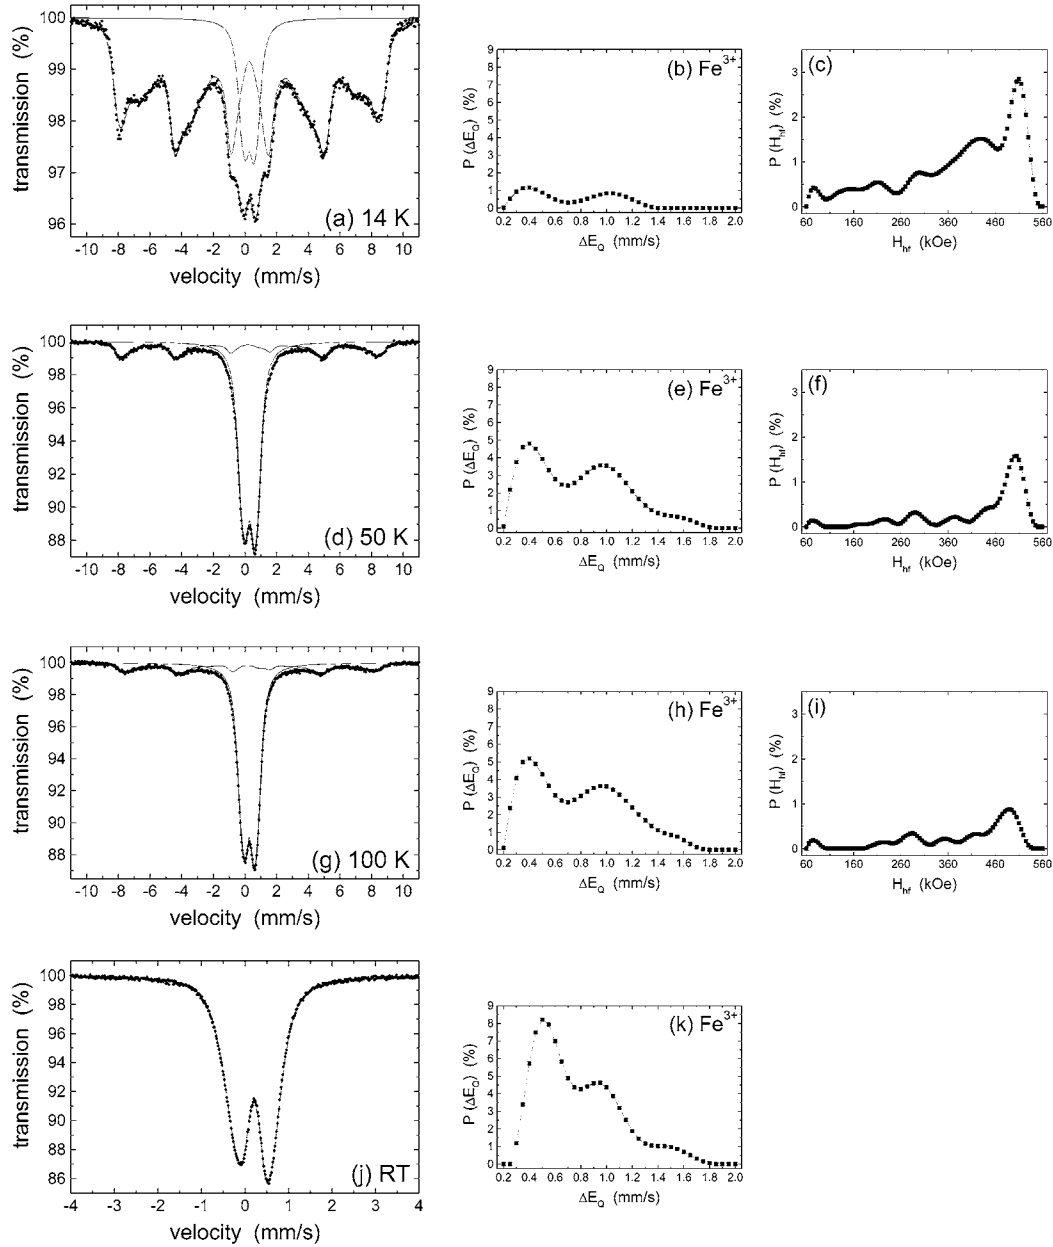 100
99
98
97
96
transmission (%)
(a) 14 K
-10 -8 -6 -4 -2 0 2 4 6 8 10
velocity (mm/s)
9
8
7
6
5
4
3
2
1
0
P (ΔE_Q) (%)
(b) Fe³⁺
0.2 0.4 0.6 0.8 1.0 1.2 1.4 1.6 1.8 2.0
ΔE_Q (mm/s)
3
2
1
0
P (H_hf) (%)
(c)
60 160 260 360 460 560
H_hf (kOe)
100
98
96
94
92
90
88
transmission (%)
(d) 50 K
-10 -8 -6 -4 -2 0 2 4 6 8 10
velocity (mm/s)
9
8
7
6
5
4
3
2
1
0
P (ΔE_Q) (%)
(e) Fe³⁺
0.2 0.4 0.6 0.8 1.0 1.2 1.4 1.6 1.8 2.0
ΔE_Q (mm/s)
3
2
1
0
P (H_hf) (%)
(f)
60 160 260 360 460 560
H_hf (kOe)
100
98
96
94
92
90
88
transmission (%)
(g) 100 K
-10 -8 -6 -4 -2 0 2 4 6 8 10
velocity (mm/s)
9
8
7
6
5
4
3
2
1
0
P (ΔE_Q) (%)
(h) Fe³⁺
0.2 0.4 0.6 0.8 1.0 1.2 1.4 1.6 1.8 2.0
ΔE_Q (mm/s)
3
2
1
0
P (H_hf) (%)
(i)
60 160 260 360 460 560
H_hf (kOe)
100
98
96
94
92
90
88
86
transmission (%)
(j) RT
-4 -3 -2 -1 0 1 2 3 4
velocity (mm/s)
9
8
7
6
5
4
3
2
1
0
P (ΔE_Q) (%)
(k) Fe³⁺
0.2 0.4 0.6 0.8 1.0 1.2 1.4 1.6 1.8 2.0
ΔE_Q (mm/s)